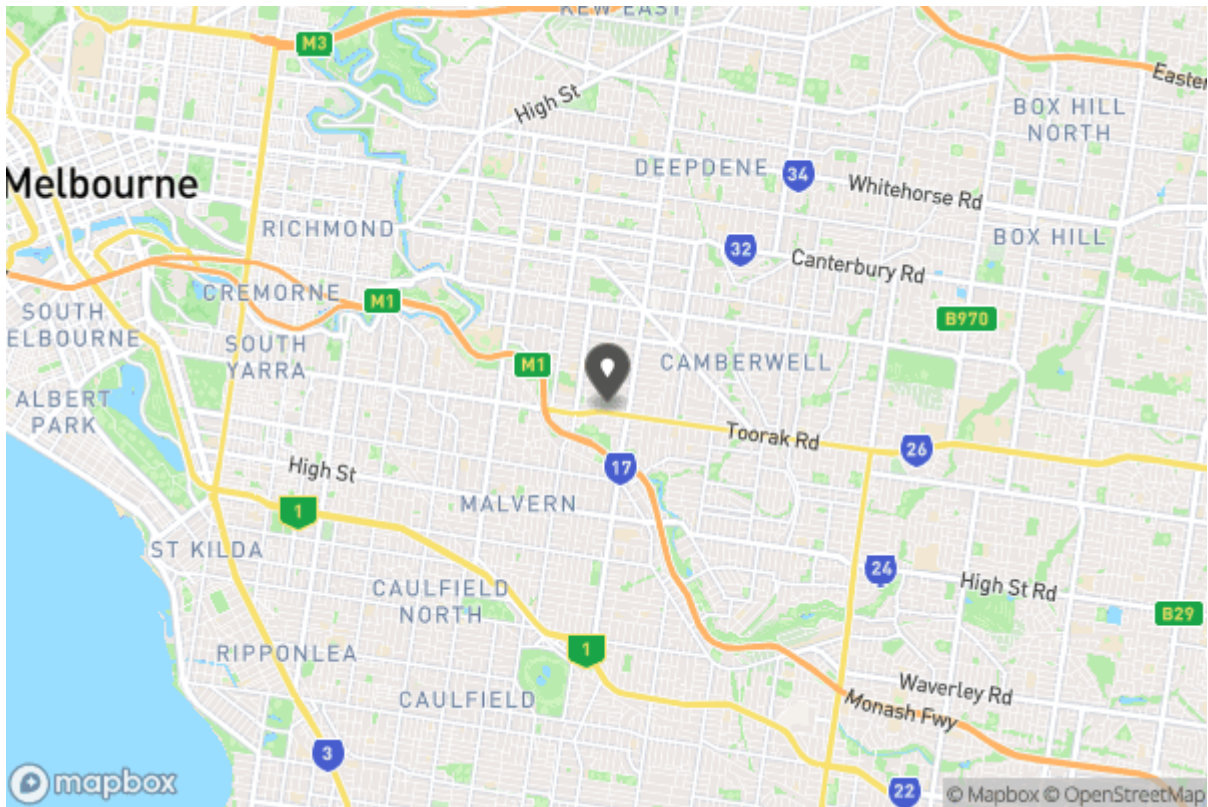 KEW EAST
M3
Easter
High St
BOX HILL
NORTH
DEEPDENE
34
Whitehorse Rd
Melbourne
RICHMOND
32
BOX HILL
Canterbury Rd
CREMORNE
M1
SOUTH
ELBOURNE
B970
SOUTH
YARRA
M1
CAMBERWELL
ALBERT
PARK
Toorak Rd
26
High St
17
MALVERN
1
ST KILDA
24
CAULFIELD
NORTH
High St Rd
B29
1
RIPPONLEA
CAULFIELD
Waverley Rd
Monash Fwy
3
mapbox
22
© Mapbox © OpenStreetMap